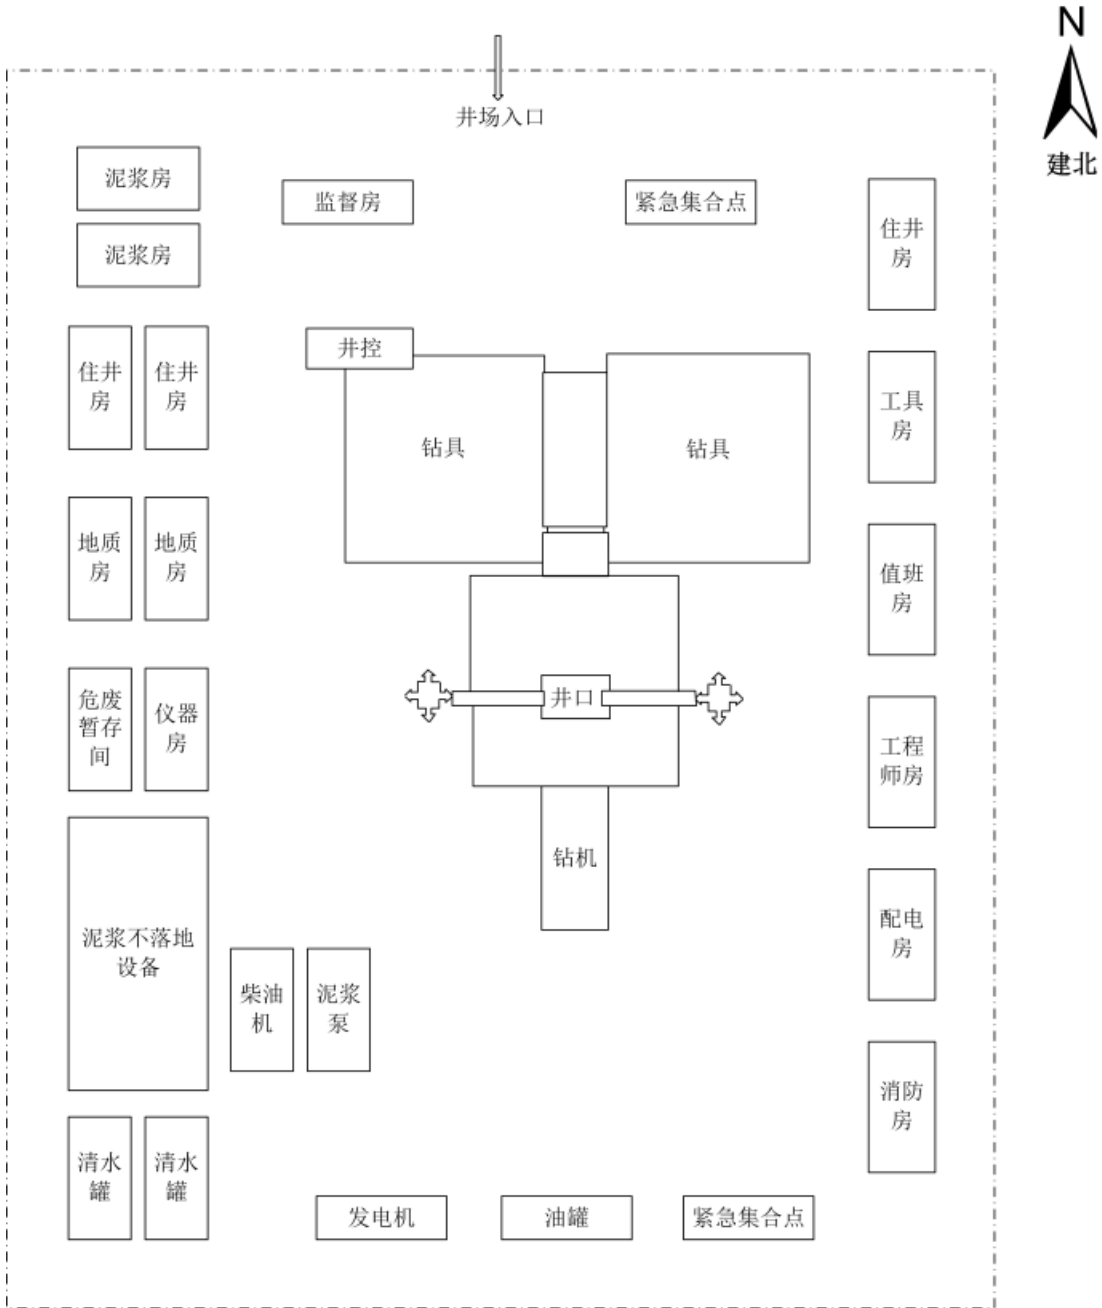 N
建北
井场入口
泥浆房
监督房
紧急集合点
住井
房
泥浆房
井控
住井
房
住井
房
钻具
钻具
工具
房
地质
房
地质
房
值班
房
危废
暂存
间
仪器
房
井口
工程
师房
钻机
泥浆不落地
设备
柴油
机
泥浆
泵
配电
房
消防
房
清水
罐
清水
罐
发电机
油罐
紧急集合点